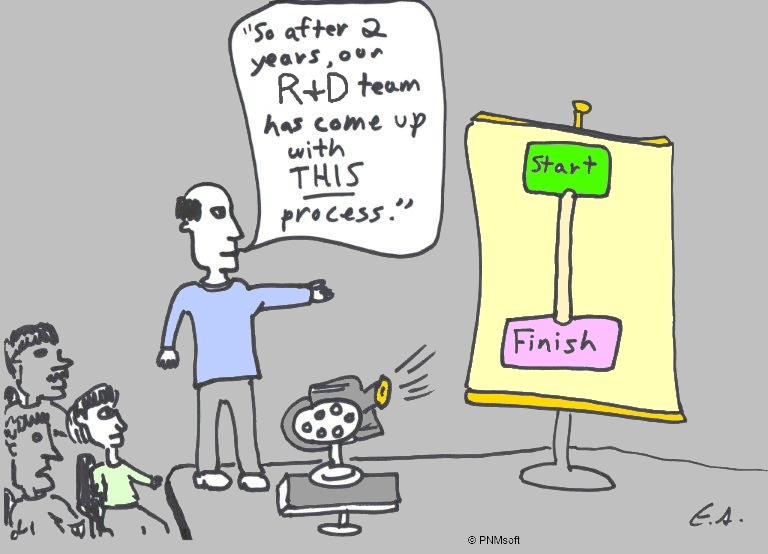 "So after 2
years, our
R+D team
has come up
with
THIS
process."
Start
Finish
E.A.
© PNMsoft